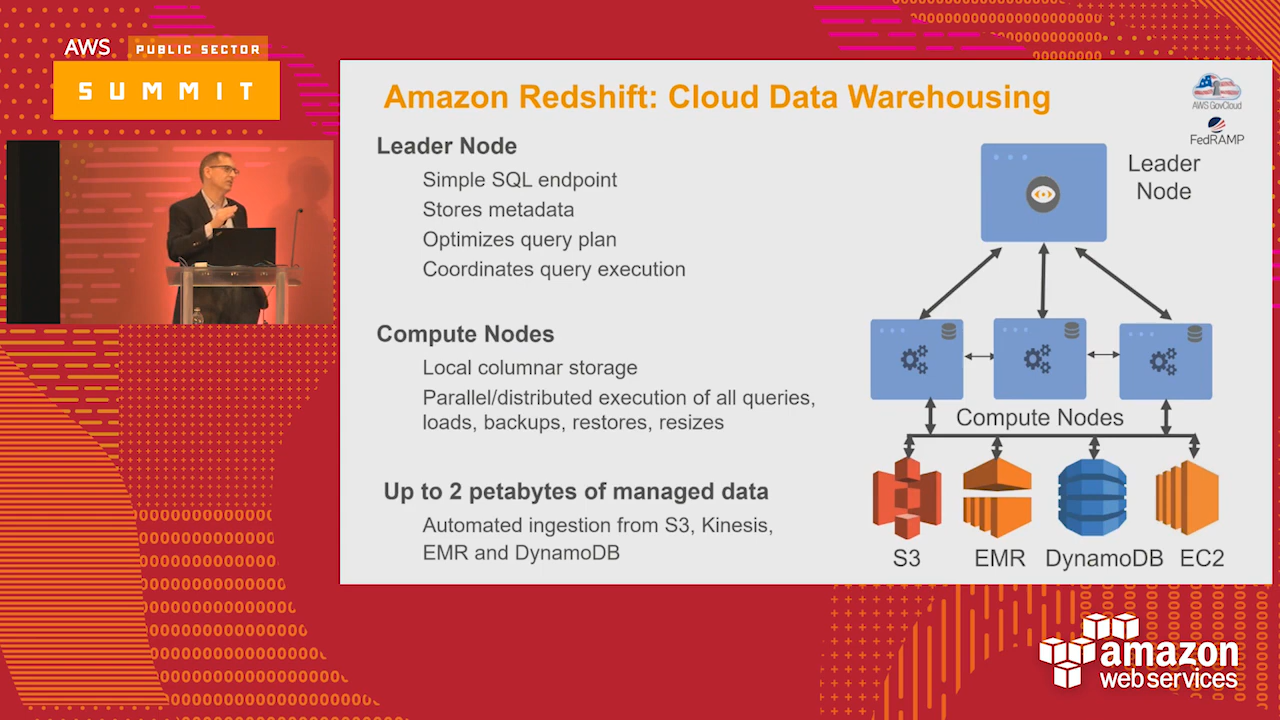 AWS PUBLIC SECTOR
SUMMIT
Amazon Redshift: Cloud Data Warehousing
AWS GovCloud
FedRAMP
Leader Node
Simple SQL endpoint
Stores metadata
Optimizes query plan
Coordinates query execution
Compute Nodes
Local columnar storage
Parallel/distributed execution of all queries,
loads, backups, restores, resizes
Up to 2 petabytes of managed data
Automated ingestion from S3, Kinesis,
EMR and DynamoDB
Leader
Node
Compute Nodes
S3 EMR DynamoDB EC2
amazon
web services